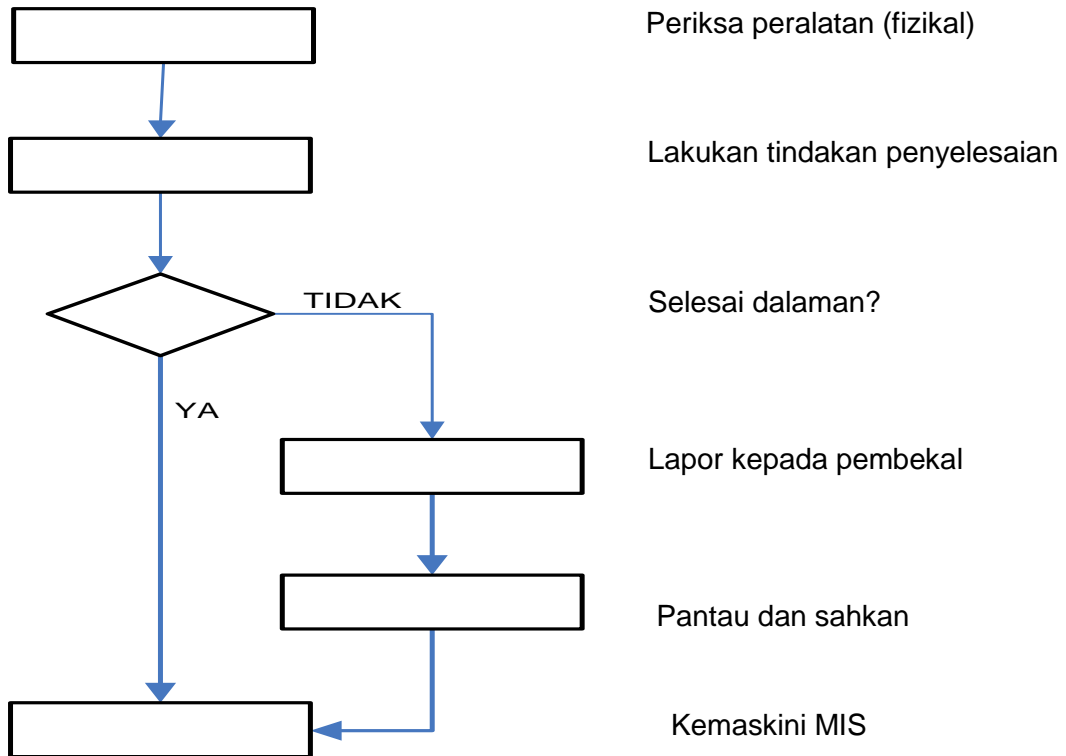 Periksa peralatan (fizikal)
Lakukan tindakan penyelesaian
TIDAK
Selesai dalaman?
YA
Lapor kepada pembekal
Pantau dan sahkan
Kemaskini MIS